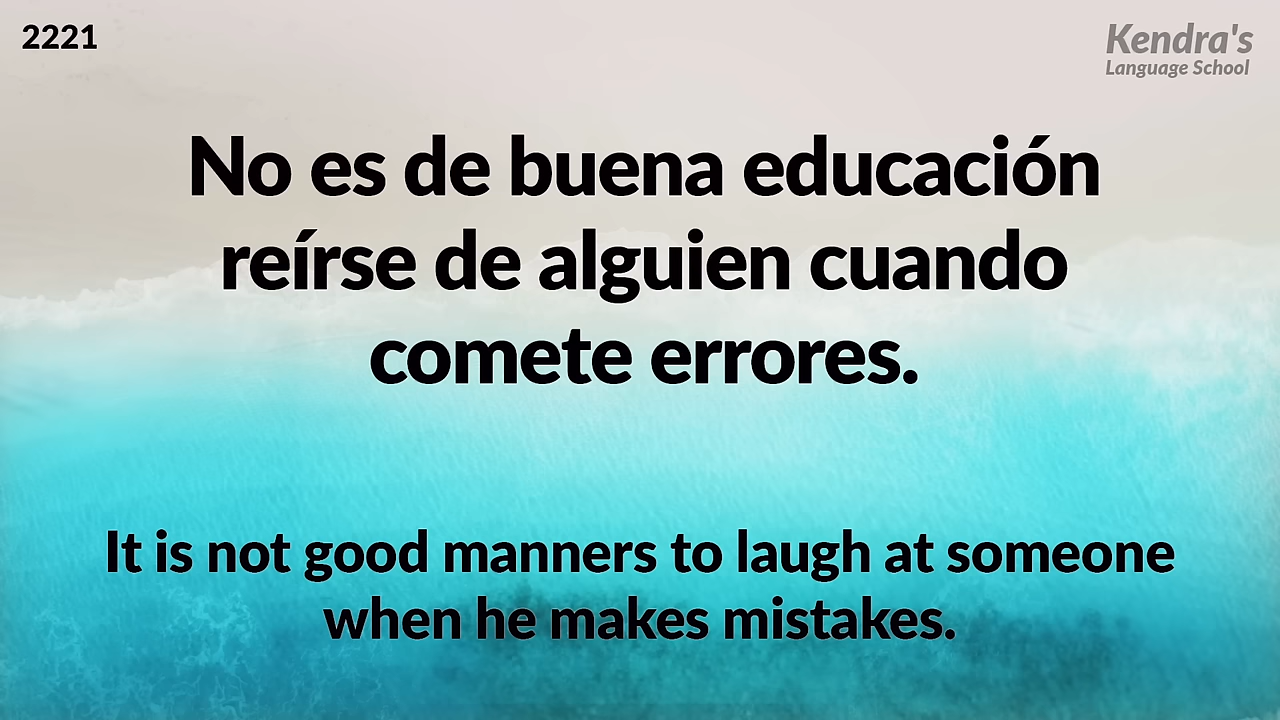 2221
Kendra's
Language School
No es de buena educación
reírse de alguien cuando
comete errores.
It is not good manners to laugh at someone
when he makes mistakes.